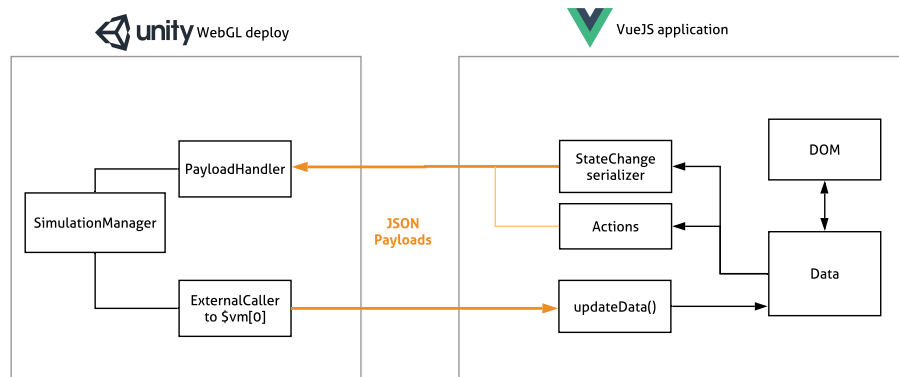 unity WebGL deploy
VueJS application
PayloadHandler
SimulationManager
ExternalCaller
to $vm[0]
JSON
Payloads
StateChange
serializer
Actions
updateData()
DOM
Data